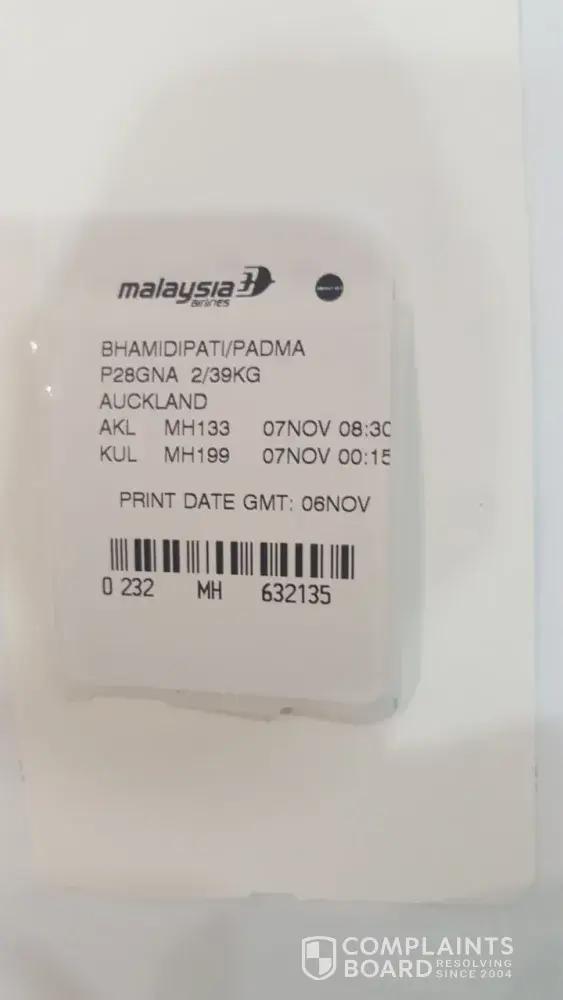 malaysia
airlines
BHAMIDIPATI/PADMA
P28GNA 2/39KG
AUCKLAND
AKL MH133 07NOV 08:30
KUL MH199 07NOV 00:15
PRINT DATE GMT: 06NOV
0 232 MH 632135
COMPLAINTS
BOARD RESOLVING
SINCE 2004